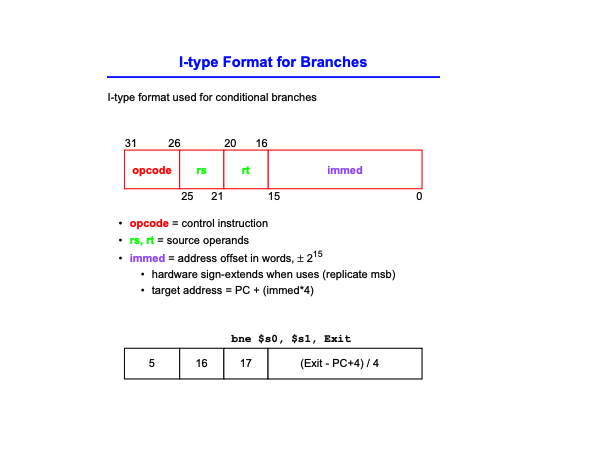 I-type Format for Branches
I-type format used for conditional branches
31 26 20 16
opcode rs rt immed
25 21 15 0
• opcode = control instruction
• rs, rt = source operands
• immed = address offset in words, ± 2^15
• hardware sign-extends when uses (replicate msb)
• target address = PC + (immed*4)
bne $s0, $s1, Exit
5 16 17 (Exit - PC+4) / 4